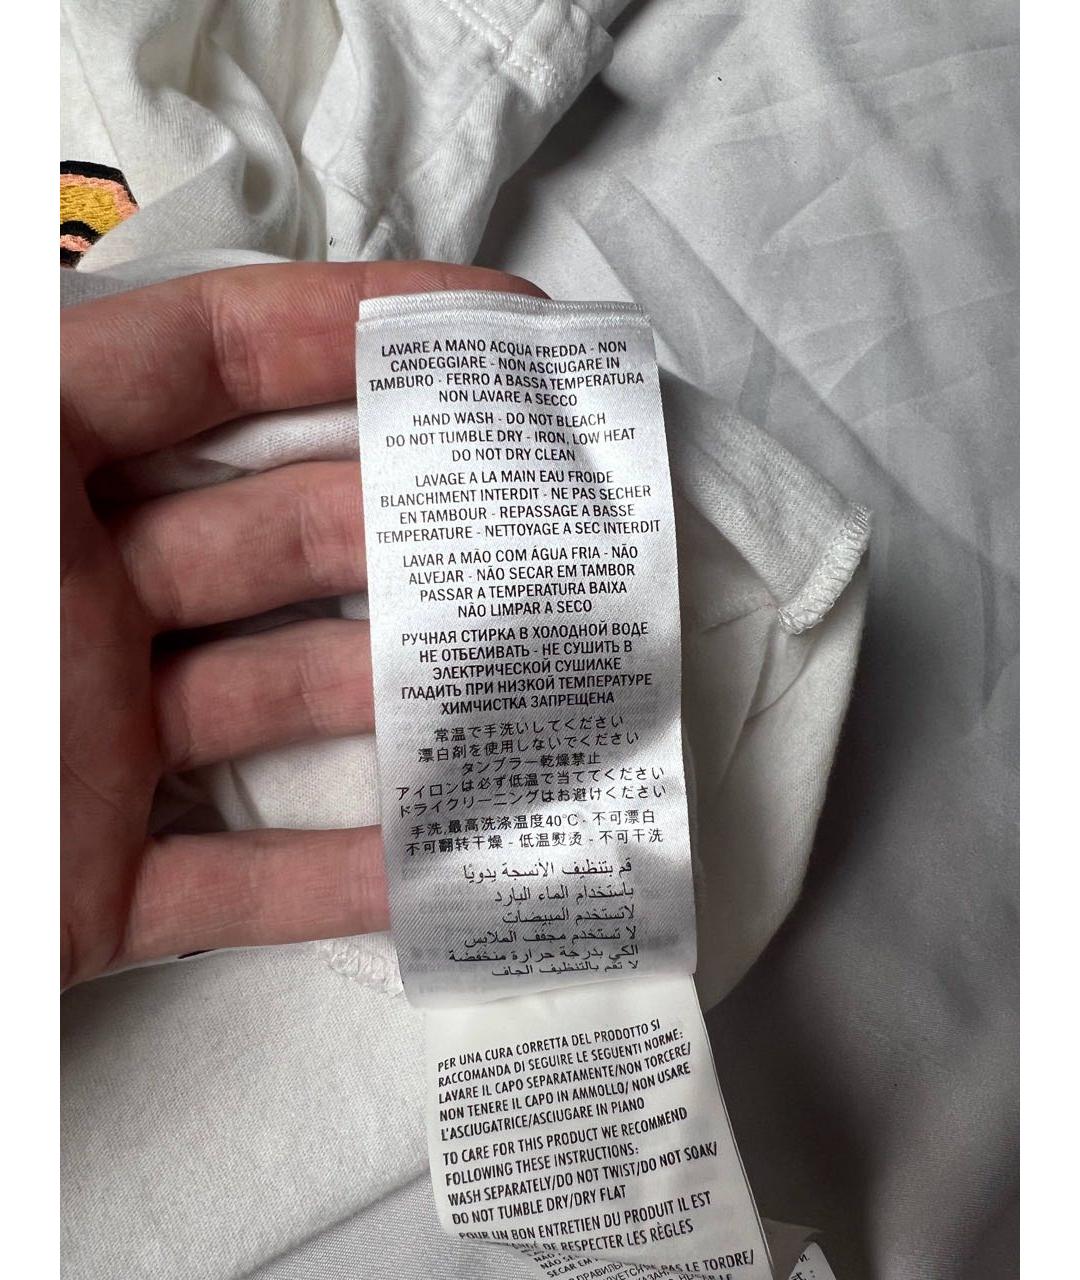 LAVARE A MANO ACQUA FREDDA - NON
CANDEGGIARE - NON ASCIUGARE IN
TAMBURO - FERRO A BASSA TEMPERATURA
NON LAVARE A SECCO
HAND WASH - DO NOT BLEACH
DO NOT TUMBLE DRY - IRON, LOW HEAT
DO NOT DRY CLEAN
LAVAGE A LA MAIN EAU FROIDE
BLANCHIMENT INTERDIT - NE PAS SECHER
EN TAMBOUR - REPASSAGE A BASSE
TEMPERATURE - NETTOYAGE A SEC INTERDIT
LAVAR A MÃO COM ÁGUA FRIA - NÃO
ALVEJAR - NÃO SECAR EM TAMBOR
PASSAR A TEMPERATURA BAIXA
NÃO LIMPAR A SECO
РУЧНАЯ СТИРКА В ХОЛОДНОЙ ВОДЕ
НЕ ОТБЕЛИВАТЬ - НЕ СУШИТЬ В
ЭЛЕКТРИЧЕСКОЙ СУШИЛКЕ
ГЛАДИТЬ ПРИ НИЗКОЙ ТЕМПЕРАТУРЕ
ХИМЧИСТКА ЗАПРЕЩЕНА
常温で手洗いしてください
漂白剤を使用しないでください
タンブラー乾燥禁止
アイロンは必ず低温で当ててください
ドライクリーニングはお避けください
手洗,最高洗涤温度40℃ - 不可漂白
不可翻转干燥 - 低温熨烫 - 不可干洗
قم بتنظيف الأنسجة يدويًا
باستخدام الماء البارد
لاتستخدم المبيضات
لا تستخدم مجفف الملابس
الكي بدرجة حرارة منخفضة
لا تقم بالتنظيف الجاف
PER UNA CURA CORRETTA DEL PRODOTTO SI
RACCOMANDA DI SEGUIRE LE SEGUENTI NORME:
LAVARE IL CAPO SEPARATAMENTE/NON TORCERE/
NON TENERE IL CAPO IN AMMOLLO/ NON USARE
L'ASCIUGATRICE/ASCIUGARE IN PIANO
TO CARE FOR THIS PRODUCT WE RECOMMEND
FOLLOWING THESE INSTRUCTIONS:
WASH SEPARATELY/DO NOT TWIST/DO NOT SOAK/
DO NOT TUMBLE DRY/DRY FLAT
POUR UN BON ENTRETIEN DU PRODUIT IL EST
DE RESPECTER LES RÈGLES
PAS LE TORDRE/
SECAR EM